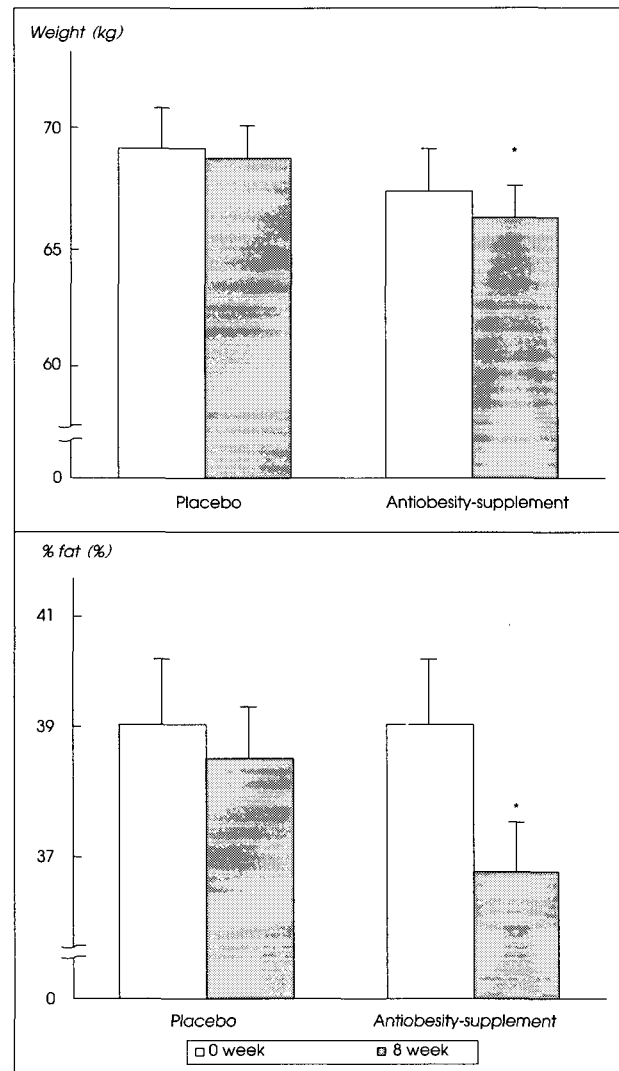 Weight (kg)
70
65
60
0
Placebo Antiobesity-supplement
*
% fat (%)
41
39
37
0
Placebo Antiobesity-supplement
*
0 week 8 week